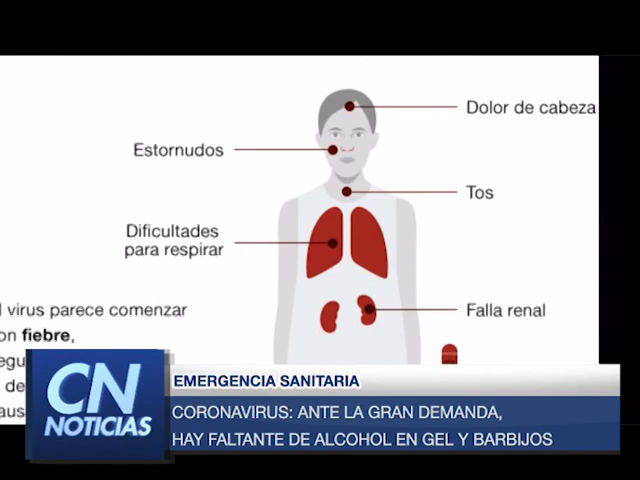 Dolor de cabeza
Estornudos
Tos
Dificultades
para respirar
Falla renal
virus parece comenzar
fiebre,
de
CN
NOTICIAS
EMERGENCIA SANITARIA
CORONAVIRUS: ANTE LA GRAN DEMANDA,
HAY FALTANTE DE ALCOHOL EN GEL Y BARBIJOS